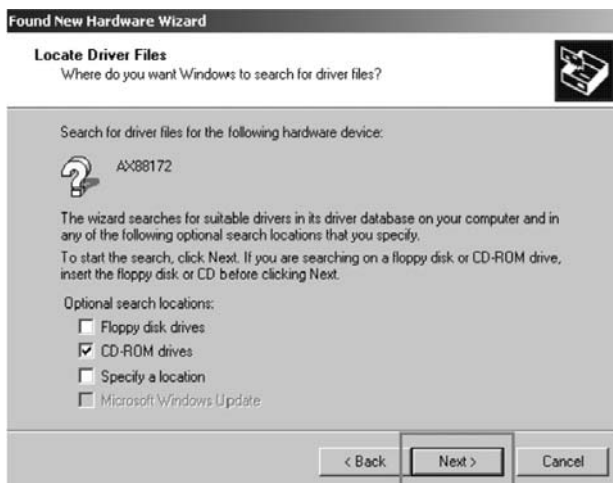 Found New Hardware Wizard
Locate Driver Files
Where do you want Windows to search for driver files?
Search for driver files for the following hardware device:
AX88172
The wizard searches for suitable drivers in its driver database on your computer and in
any of the following optional search locations that you specify.
To start the search, click Next. If you are searching on a floppy disk or CD-ROM drive,
insert the floppy disk or CD before clicking Next.
Optional search locations:
Floppy disk drives
CD-ROM drives
Specify a location
Microsoft Windows Update
< Back Next > Cancel